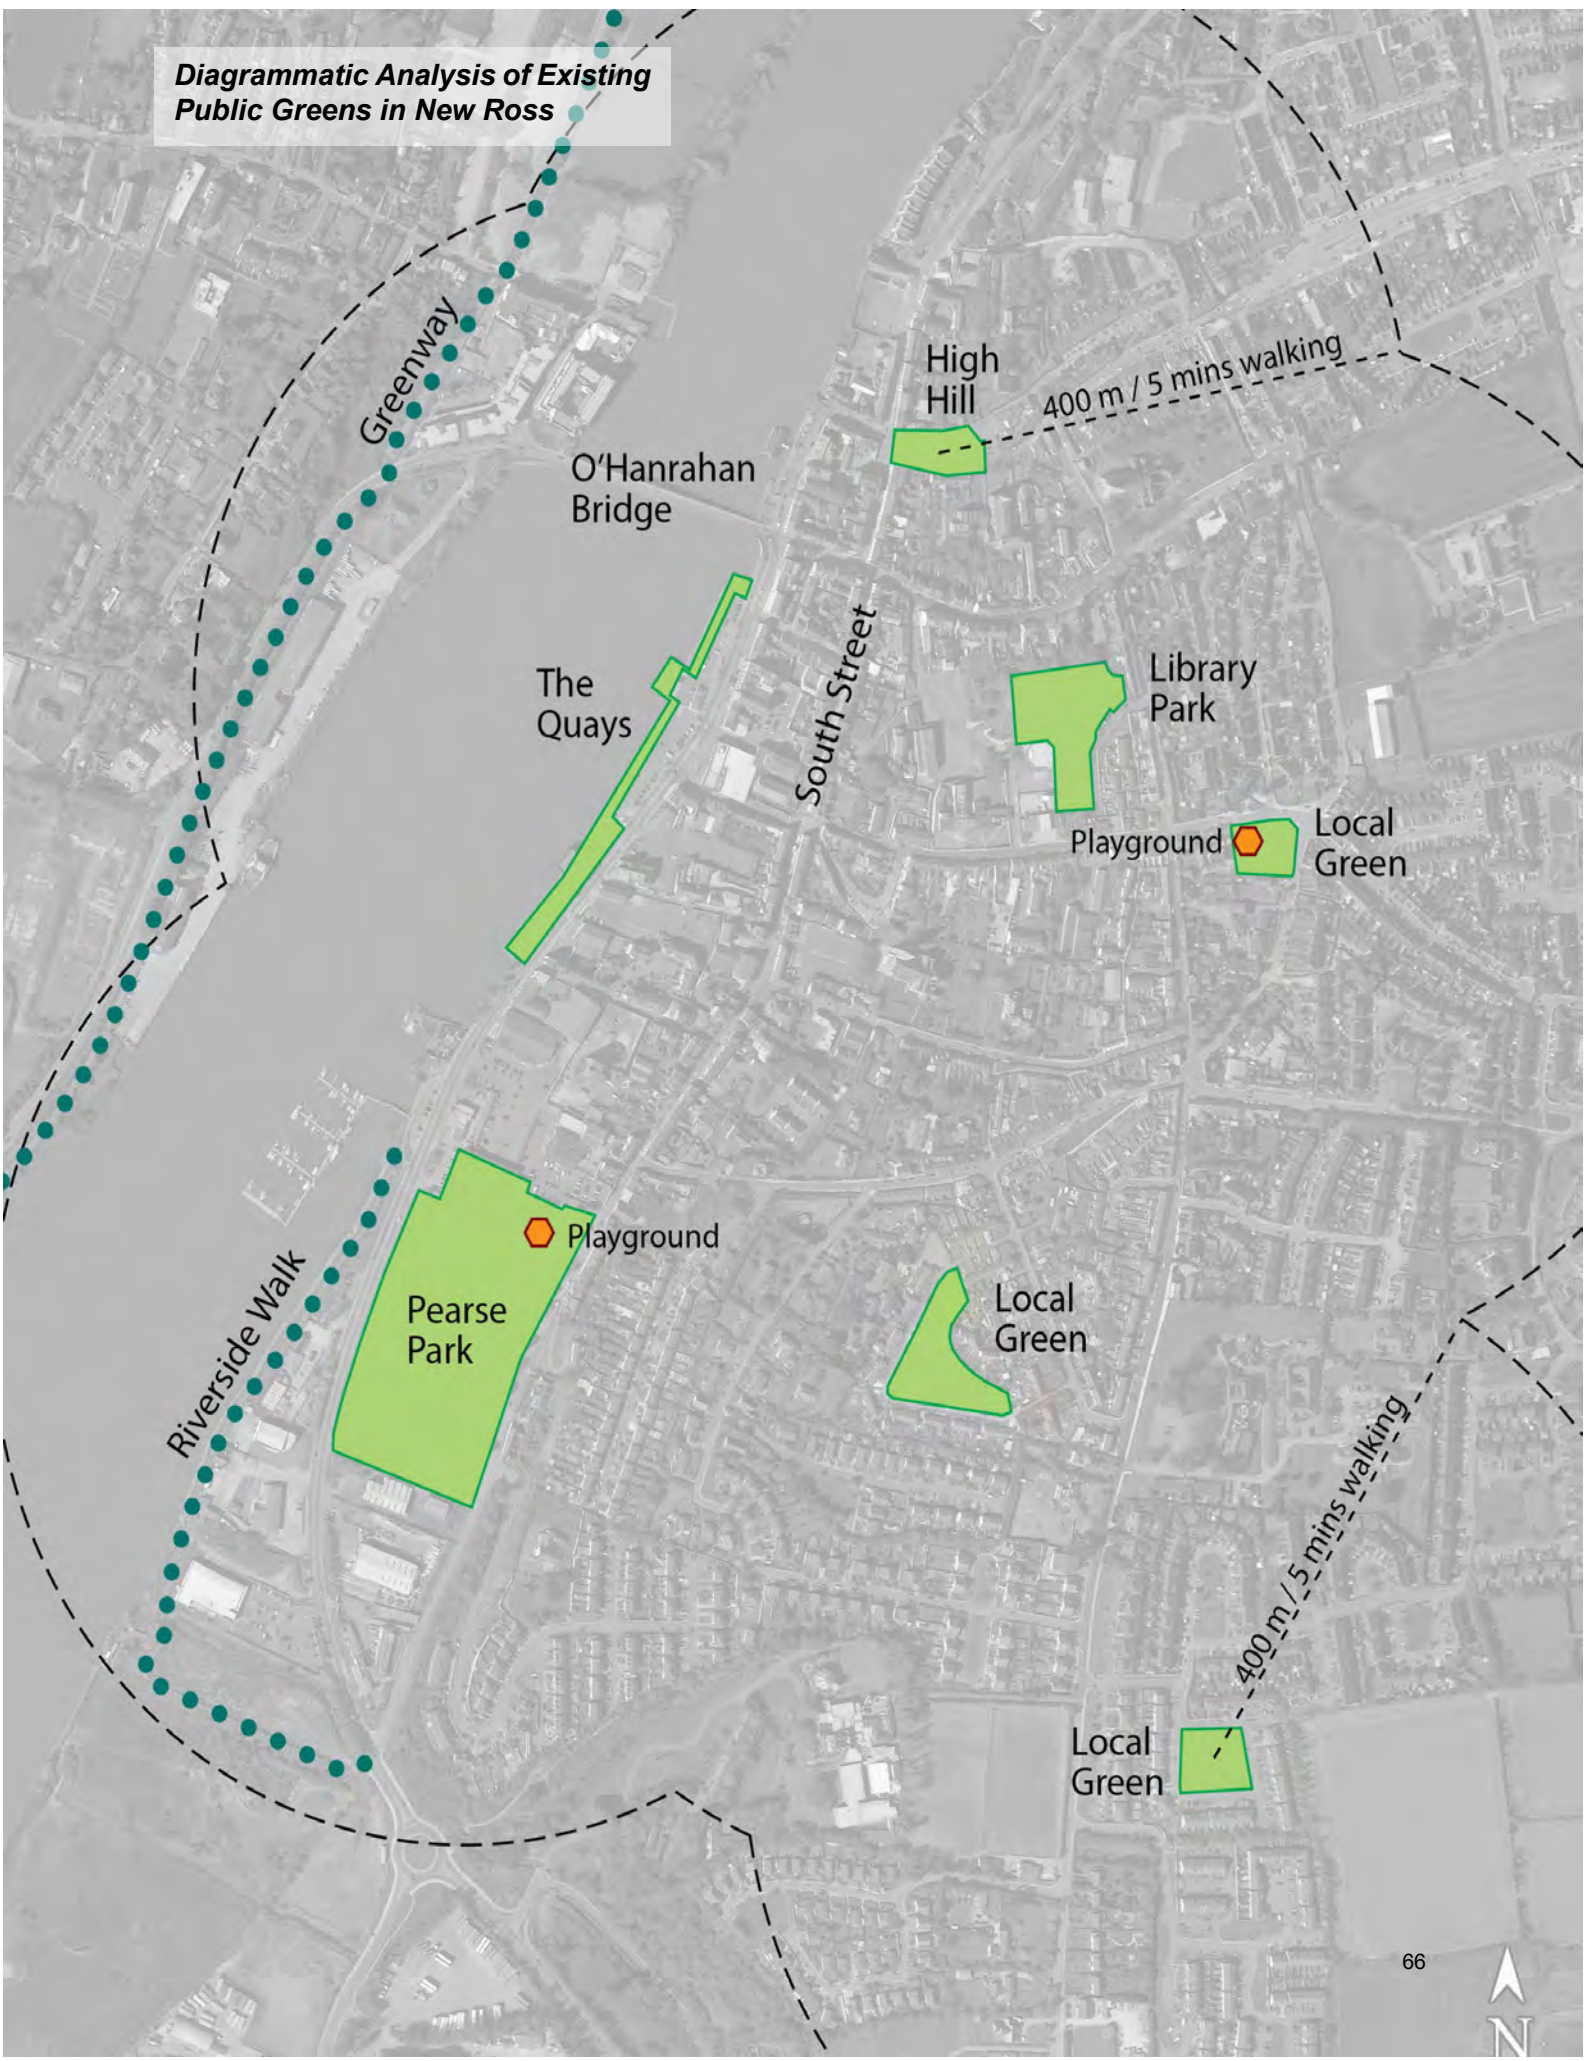 Diagrammatic Analysis of Existing
Public Greens in New Ross
Greenway
High
Hill
400 m / 5 mins walking
O'Hanrahan
Bridge
The
Quays
South Street
Library
Park
Playground
Local
Green
Playground
Pearse
Park
Riverside Walk
Local
Green
400 m / 5 mins walking
Local
Green
66
N